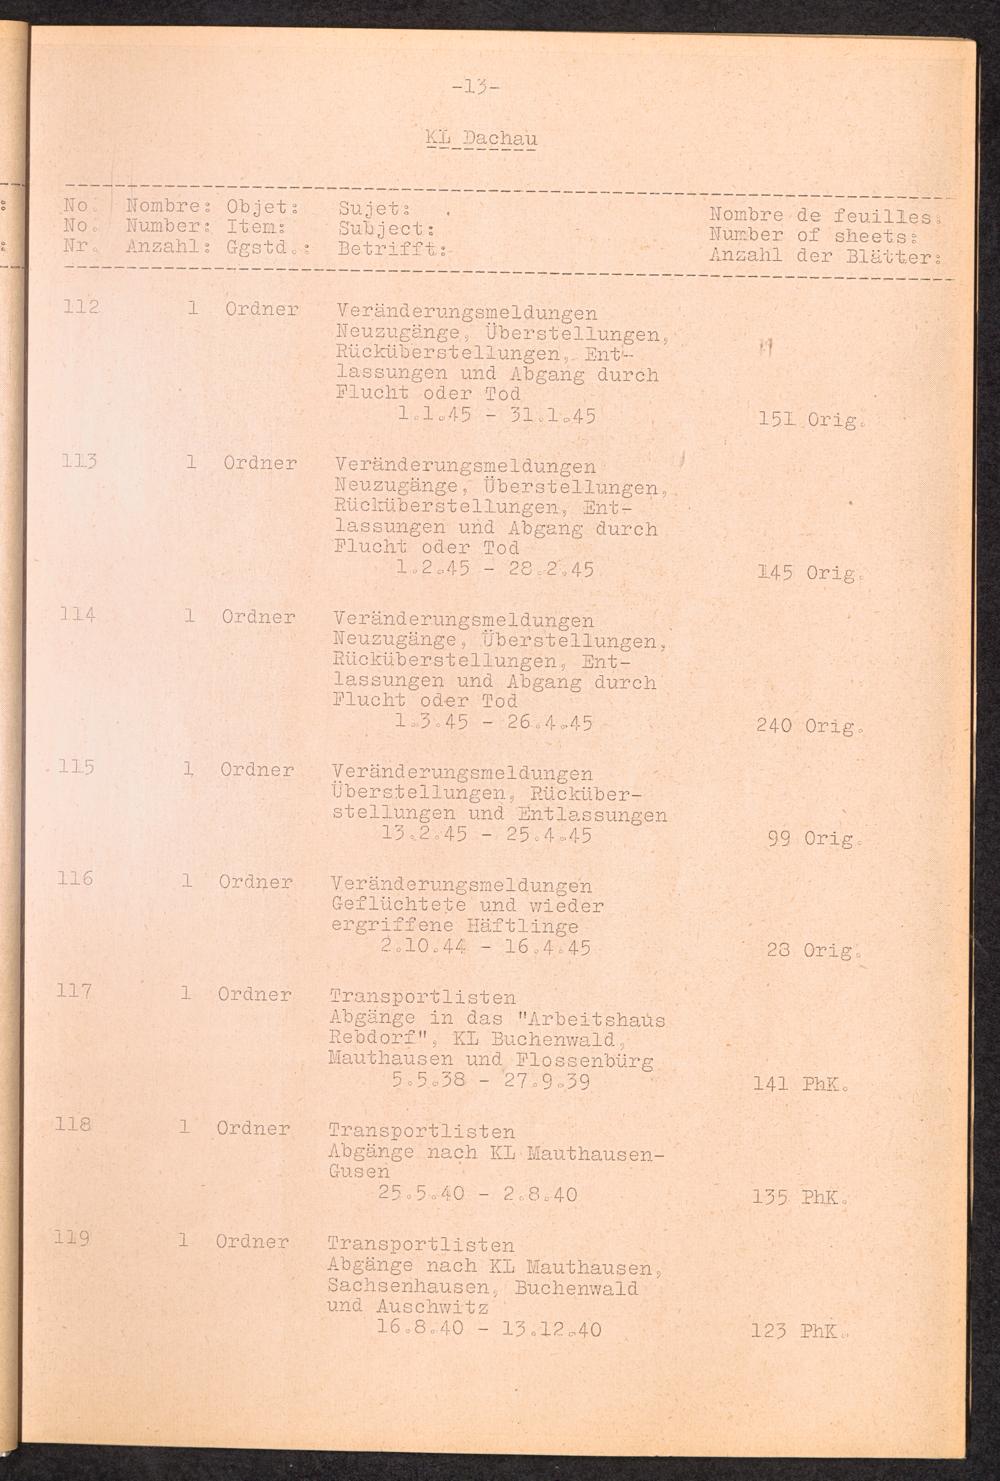 -13-
KL Dachau
No. Nombre: Objet: Sujet: Nombre de feuilles:
No. Number: Item: Subject: Number of sheets:
Nr. Anzahl: Ggstd.: Betrifft: Anzahl der Blätter:
112 1 Ordner Veränderungsmeldungen
Neuzugänge, Überstellungen,
Rücküberstellungen, Ent-
lassungen und Abgang durch
Flucht oder Tod
1.1.45 - 31.1.45 151 Orig.
113 1 Ordner Veränderungsmeldungen
Neuzugänge, Überstellungen,
Rücküberstellungen, Ent-
lassungen und Abgang durch
Flucht oder Tod
1.2.45 - 28.2.45 145 Orig.
114 1 Ordner Veränderungsmeldungen
Neuzugänge, Überstellungen,
Rücküberstellungen, Ent-
lassungen und Abgang durch
Flucht oder Tod
1.3.45 - 26.4.45 240 Orig.
115 1 Ordner Veränderungsmeldungen
Überstellungen, Rücküber-
stellungen und Entlassungen
13.2.45 - 25.4.45 99 Orig.
116 1 Ordner Veränderungsmeldungen
Geflüchtete und wieder
ergriffene Häftlinge
2.10.44 - 16.4.45 28 Orig.
117 1 Ordner Transportlisten
Abgänge in das "Arbeitshaus
Rebdorf", KL Buchenwald,
Mauthausen und Flossenbürg
5.5.38 - 27.9.39 141 PhK.
118 1 Ordner Transportlisten
Abgänge nach KL Mauthausen-
Gusen
25.5.40 - 2.8.40 135 PhK.
119 1 Ordner Transportlisten
Abgänge nach KL Mauthausen,
Sachsenhausen, Buchenwald
und Auschwitz
16.8.40 - 13.12.40 123 PhK.